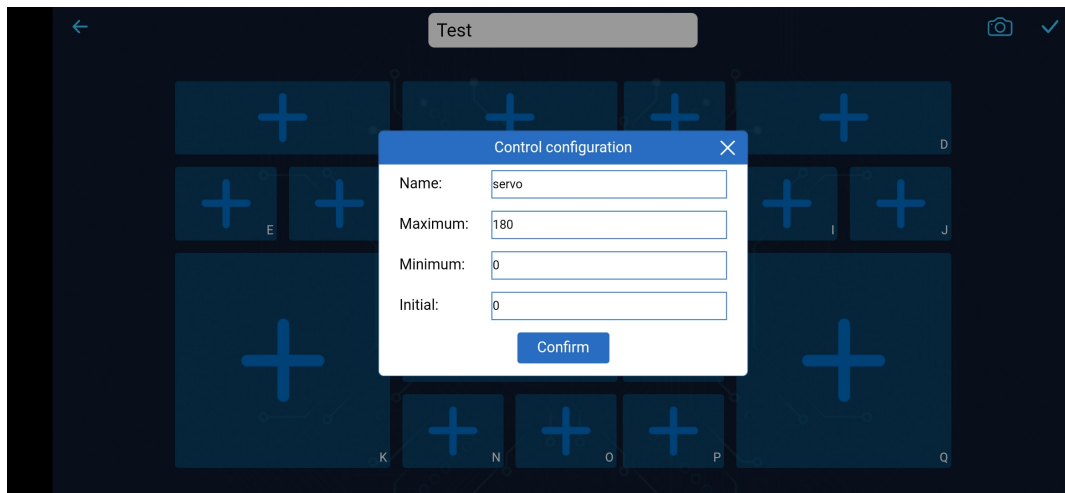 Test
D
Control configuration
Name: servo
Maximum: 180
Minimum: 0
Initial: 0
Confirm
E
I
J
K
N
O
P
Q